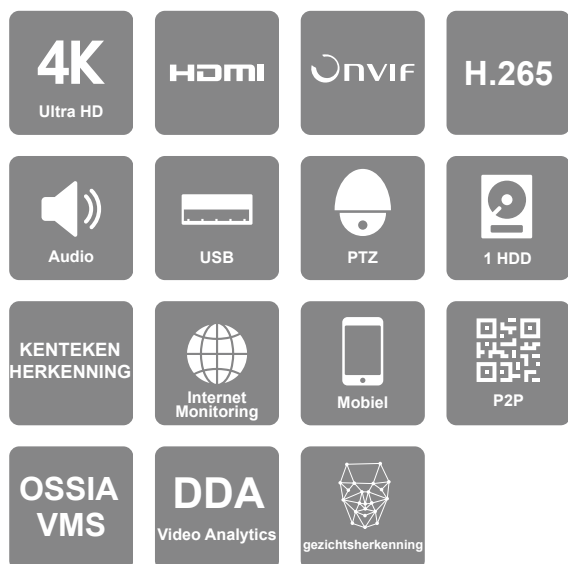 4K
Ultra HD
HDMI
ONVIF
H.265
Audio
USB
PTZ
1 HDD
KENTEKEN
HERKENNING
Internet
Monitoring
Mobiel
P2P
OSSIA
VMS
DDA
Video Analytics
gezichtsherkenning